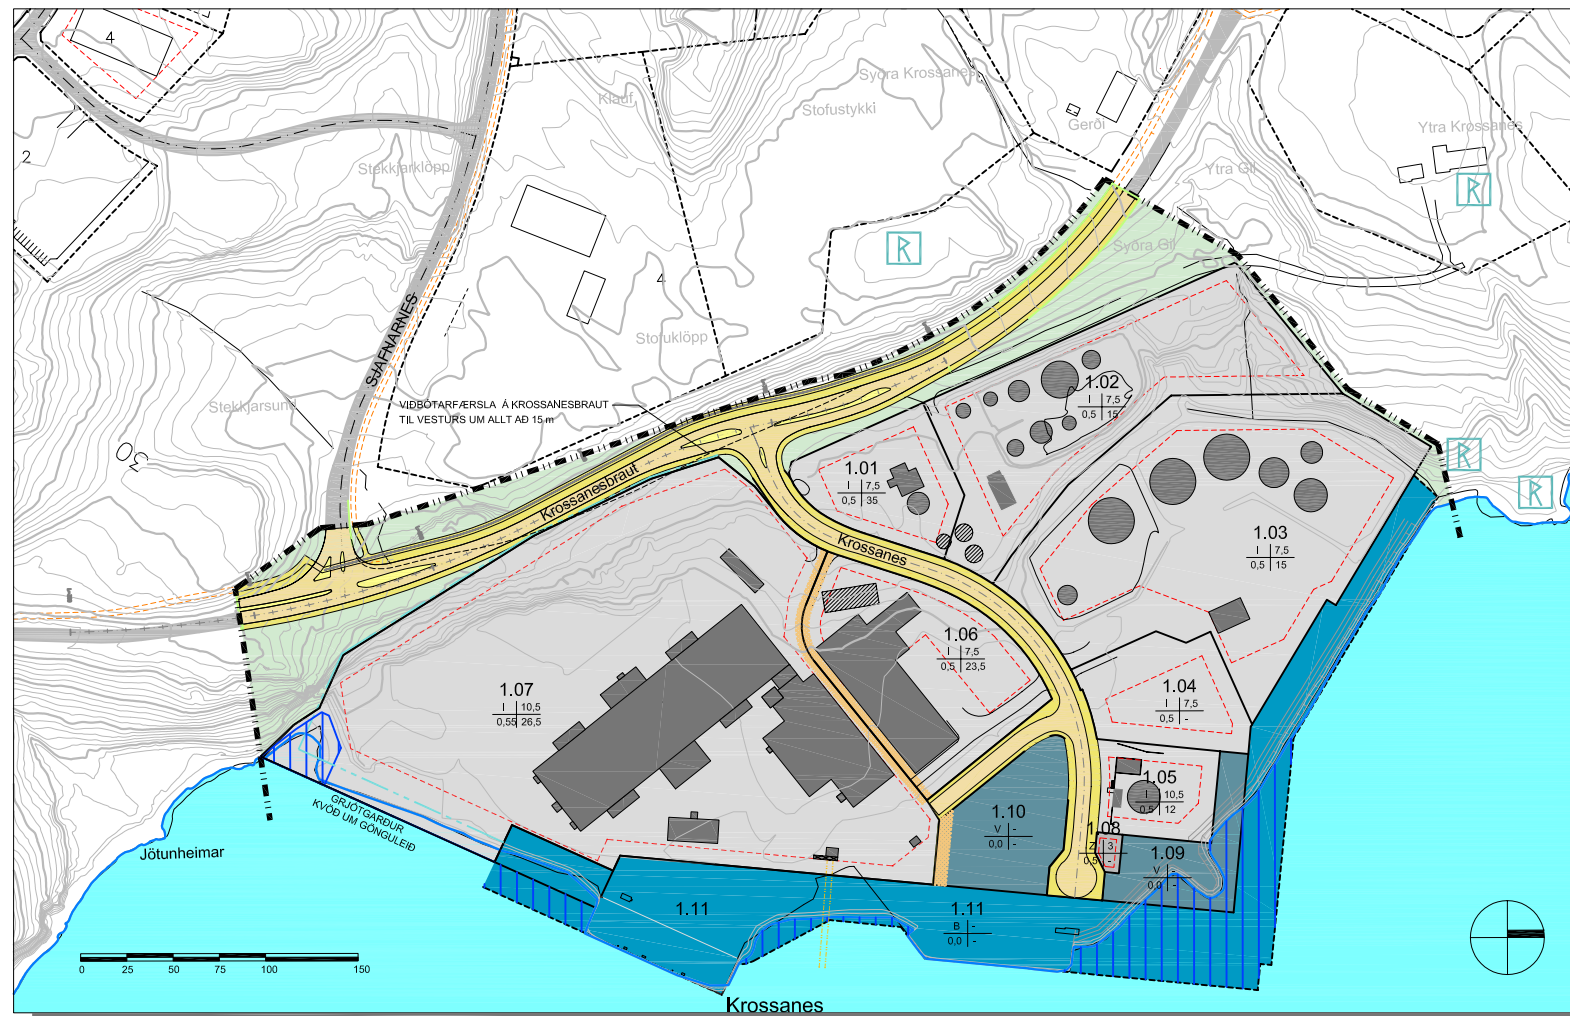 4
2
Klauf
Syðra Krossanes
Stofustykki
Gerði
Ytra Krossanes
Stekkjarklöpp
Ytra Gil
R
R
Syðra Gil
4
SJAFNARNES
Stofuklöpp
Stekkjarsund
VIÐBÓTARFÆRSLA Á KROSSANESBRAUT
TIL VESTURS UM ALLT AÐ 15 m
30
Krossanesbraut
1.02
I 7,5
0,5 15
R
R
1.01
I 7,5
0,5 35
Krossanes
1.03
I 7,5
0,5 15
1.06
I 7,5
0,5 23,5
1.07
I 10,5
0,55 26,5
1.04
I 7,5
0,5 -
1.05
I 10,5
0,5 12
GRJÓTGARÐUR
KVÖÐ UM GÖNGULEIÐ
1.10
V -
0,0 -
1.08
Z 3
0,5 -
1.09
V -
0,0 -
Jötunheimar
1.11
1.11
B -
0,0 -
0 25 50 75 100 150
Krossanes